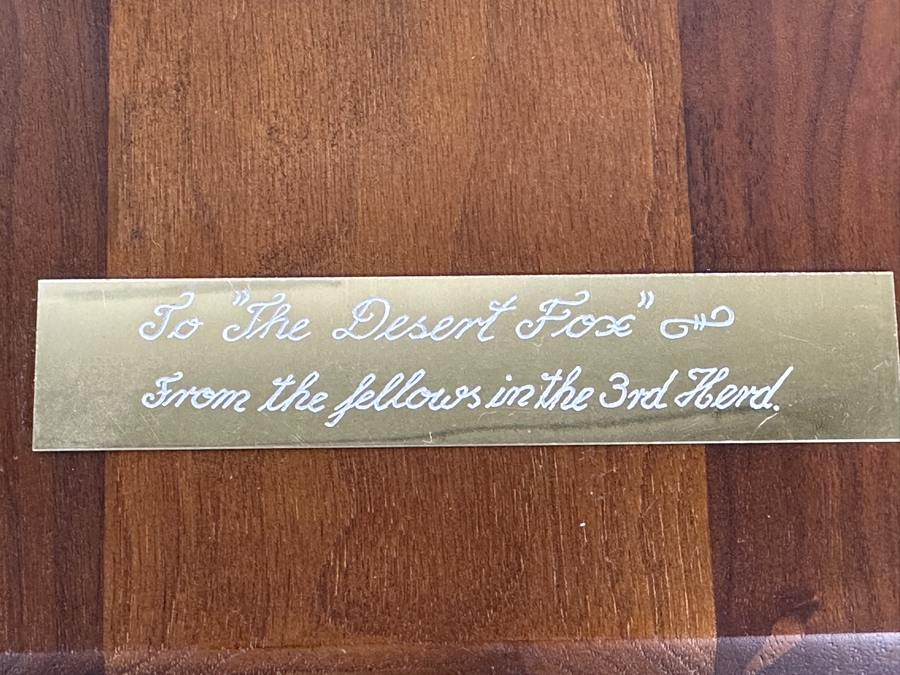 To "The Desert Fox"
From the fellows in the 3rd Herd.